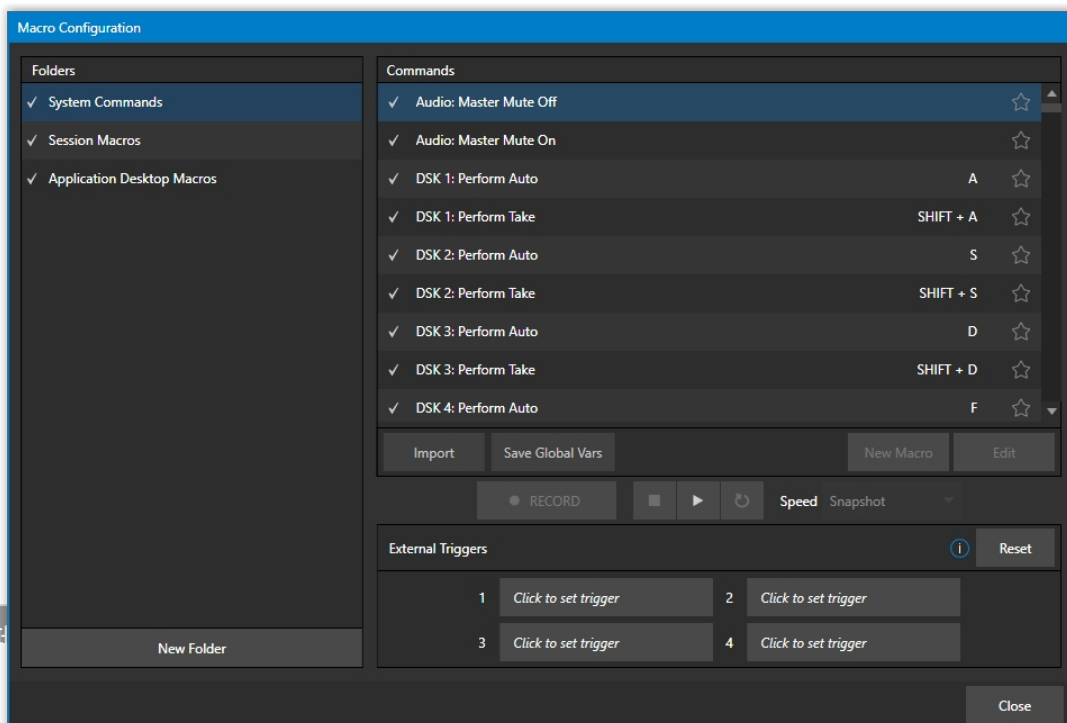 Macro Configuration
Folders
System Commands
Session Macros
Application Desktop Macros
New Folder
Commands
Audio: Master Mute Off
Audio: Master Mute On
DSK 1: Perform Auto A
DSK 1: Perform Take SHIFT + A
DSK 2: Perform Auto S
DSK 2: Perform Take SHIFT + S
DSK 3: Perform Auto D
DSK 3: Perform Take SHIFT + D
DSK 4: Perform Auto F
Import Save Global Vars New Macro Edit
RECORD Speed Snapshot
External Triggers i Reset
1 Click to set trigger 2 Click to set trigger
3 Click to set trigger 4 Click to set trigger
Close